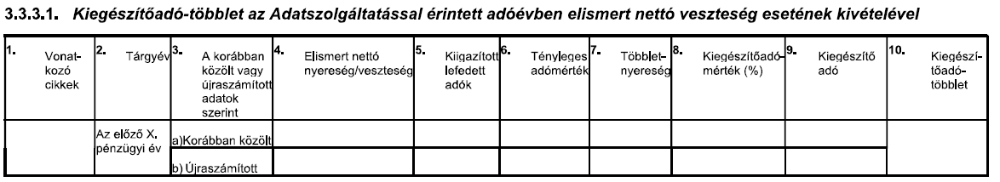 3.3.3.1. Kiegészítőadó-többlet az Adatszolgáltatással érintett adóévben elismert nettó veszteség esetének kivételével
1. Vonat-
kozó
cikkek
2. Tárgyév
3. A korábban
közölt vagy
újraszámított
adatok
szerint
4. Elismert nettó
nyereség/veszteség
5. Kiigazított
lefedett
adók
6. Tényleges
adómérték
7. Többlet-
nyereség
8. Kiegészítőadó-
mérték (%)
9. Kiegészítő
adó
10. Kiegészí-
tőadó-
többlet
Az előző X.
pénzügyi év
a)Korábban közölt
b) Újraszámított